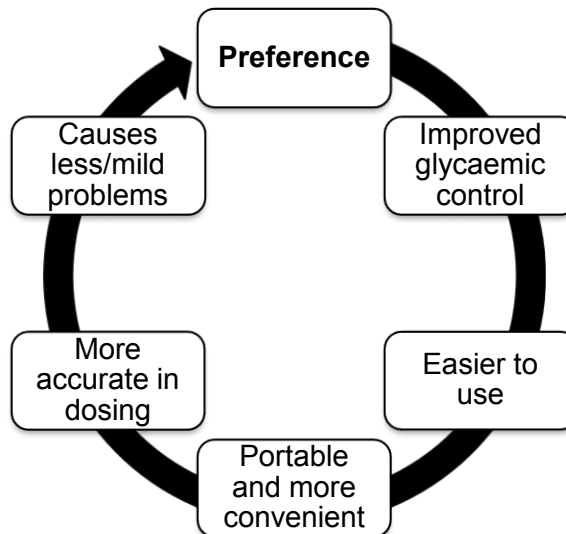 Preference
Improved
glycaemic
control
Easier to
use
Portable
and more
convenient
More
accurate in
dosing
Causes
less/mild
problems